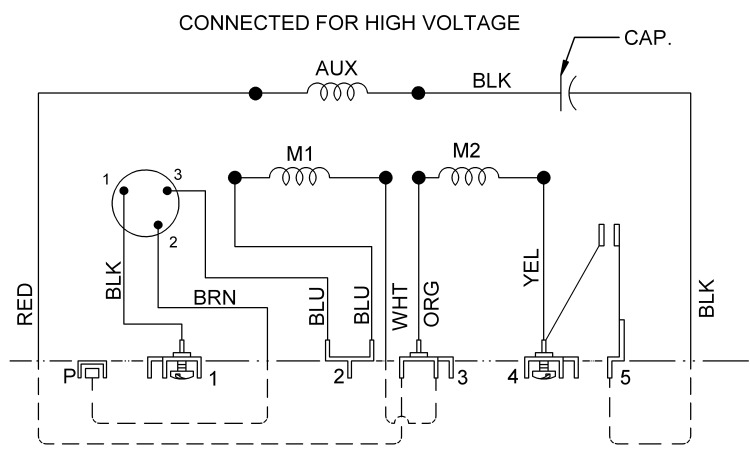 CONNECTED FOR HIGH VOLTAGE
CAP.
AUX
BLK
M1
M2
1
3
2
RED
BLK
BRN
BLU
BLU
WHT
ORG
YEL
BLK
P
1
2
3
4
5